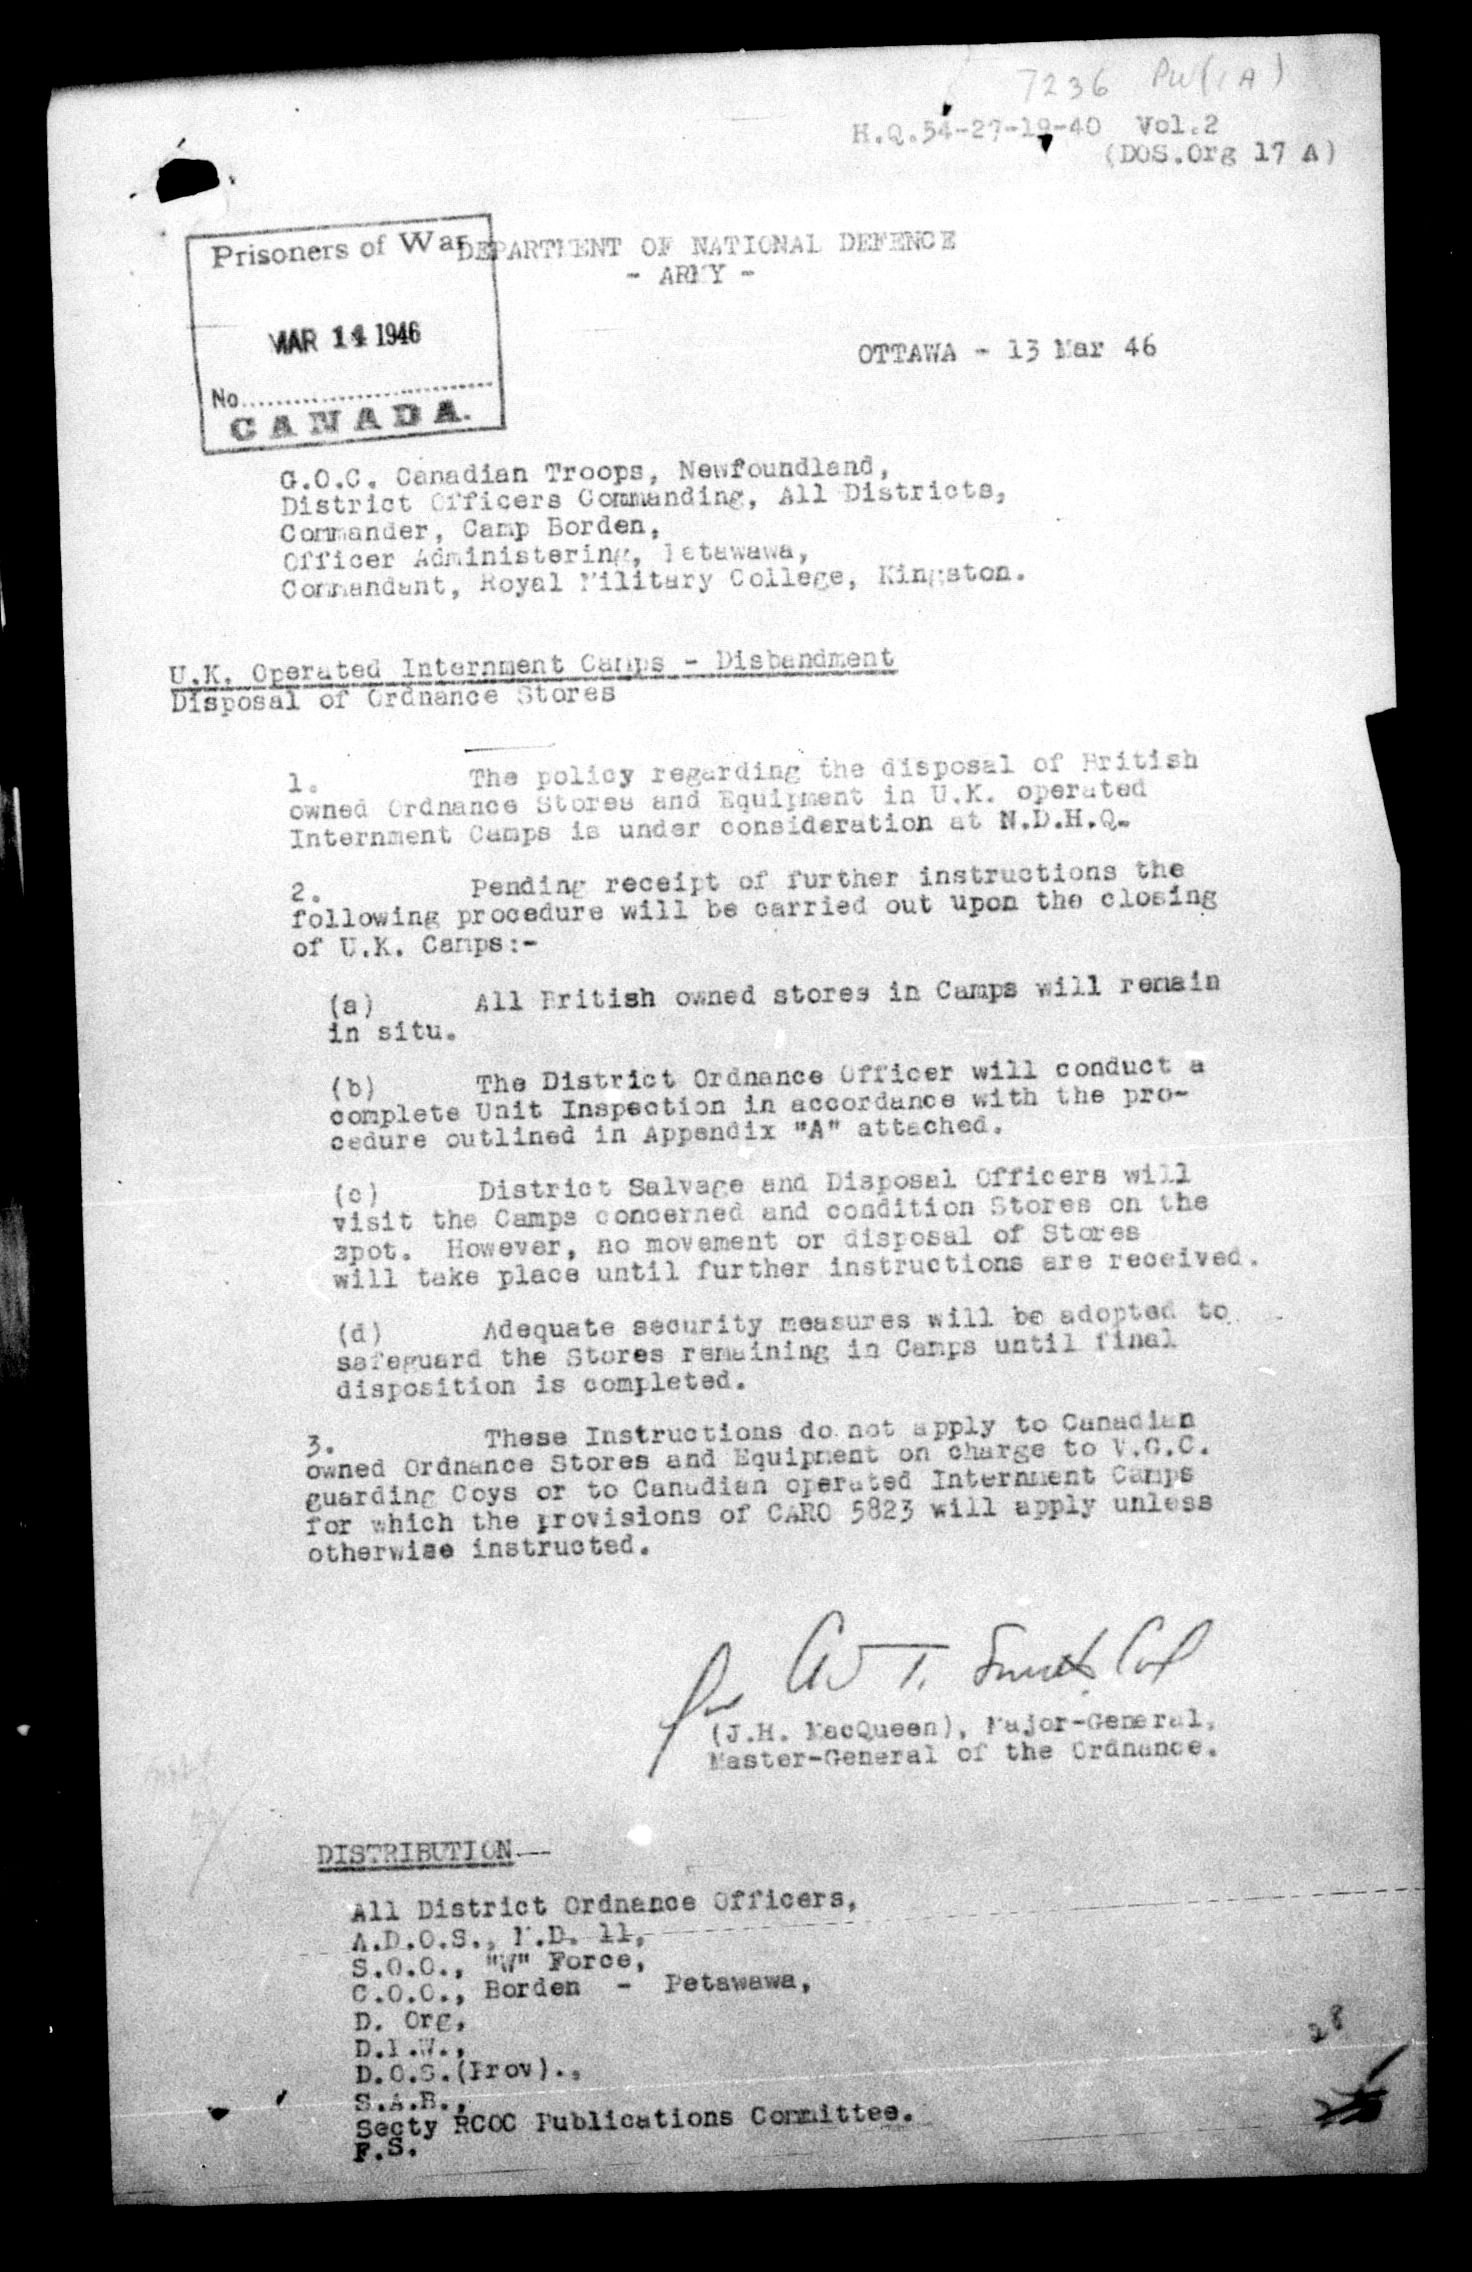 7236 PW(1A)
H.Q.54-27-19-40 Vol.2
(DOS.Org 17 A)
Prisoners of War
MAR 14 1946
No
CANADA.
DEPARTMENT OF NATIONAL DEFENCE
- ARMY -
OTTAWA - 13 Mar 46
G.O.C. Canadian Troops, Newfoundland,
District Officers Commanding, All Districts,
Commander, Camp Borden,
Officer Administering, Petawawa,
Commandant, Royal Military College, Kingston.
U.K. Operated Internment Camps - Disbandment
Disposal of Ordnance Stores
1. The policy regarding the disposal of British
owned Ordnance Stores and Equipment in U.K. operated
Internment Camps is under consideration at N.D.H.Q.
2. Pending receipt of further instructions the
following procedure will be carried out upon the closing
of U.K. Camps:-
(a) All British owned stores in Camps will remain
in situ.
(b) The District Ordnance Officer will conduct a
complete Unit Inspection in accordance with the pro-
cedure outlined in Appendix "A" attached.
(c) District Salvage and Disposal Officers will
visit the Camps concerned and condition Stores on the
spot. However, no movement or disposal of Stores
will take place until further instructions are received.
(d) Adequate security measures will be adopted to
safeguard the Stores remaining in Camps until final
disposition is completed.
3. These Instructions do not apply to Canadian
owned Ordnance Stores and Equipment on charge to V.G.C.
guarding Coys or to Canadian operated Internment Camps
for which the provisions of CARO 5823 will apply unless
otherwise instructed.
for W T. Smith Col
(J.H. MacQueen), Major-General,
Master-General of the Ordnance.
DISTRIBUTION
All District Ordnance Officers,
A.D.O.S., M.D. 11,
S.O.O., "W" Force,
C.O.O., Borden - Petawawa,
D. Org,
D.P.W.,
D.O.S.(Prov).,
S.A.B.,
Secty RCOC Publications Committee.
F.S.
28